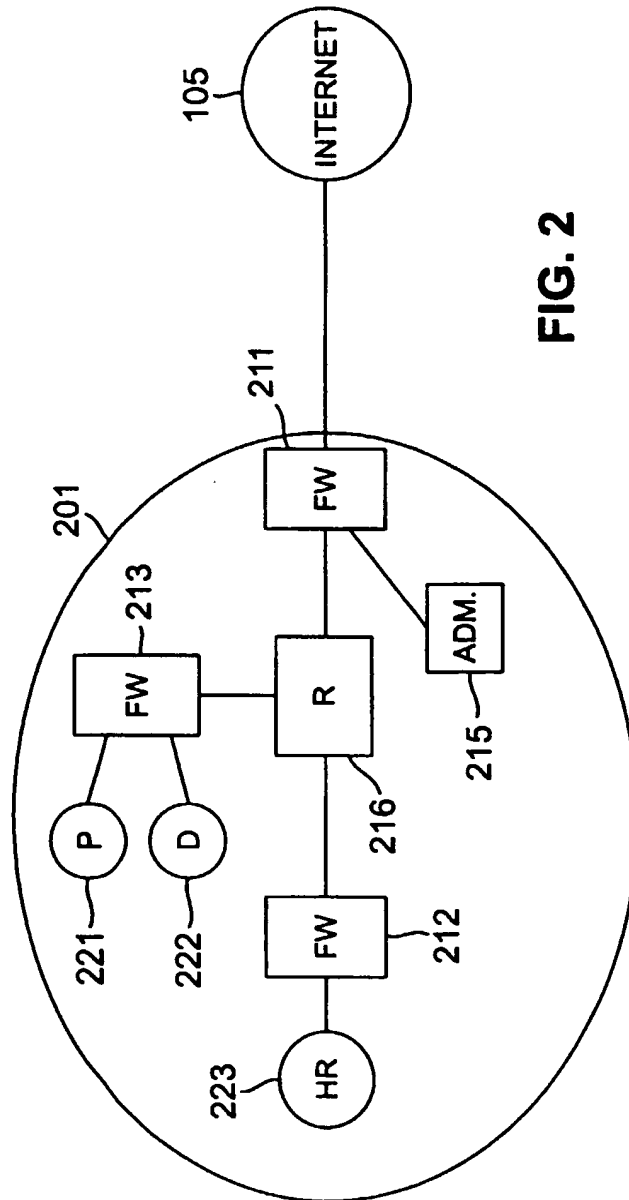 201
213
FW
P
221
D
222
R
216
FW
212
HR
223
FW
211
ADM.
215
INTERNET
105
FIG. 2